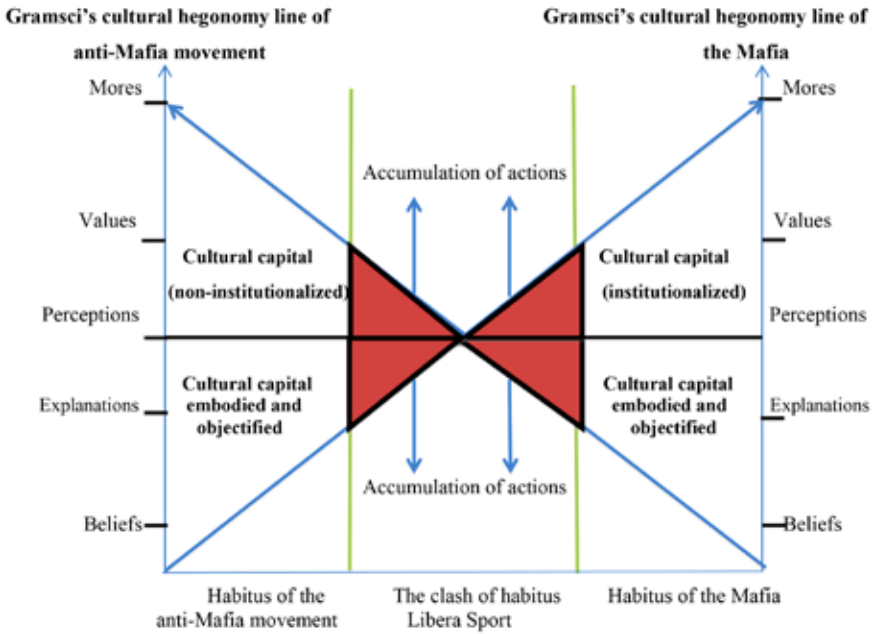 Gramsci's cultural hegonomy line of
anti-Mafia movement
Gramsci's cultural hegonomy line of
the Mafia
Mores
Mores
Accumulation of actions
Values
Values
Cultural capital
(non-institutionalized)
Cultural capital
(institutionalized)
Perceptions
Perceptions
Cultural capital
embodied and
objectified
Cultural capital
embodied and
objectified
Explanations
Explanations
Accumulation of actions
Beliefs
Beliefs
Habitus of the
anti-Mafia movement
The clash of habitus
Libera Sport
Habitus of the Mafia